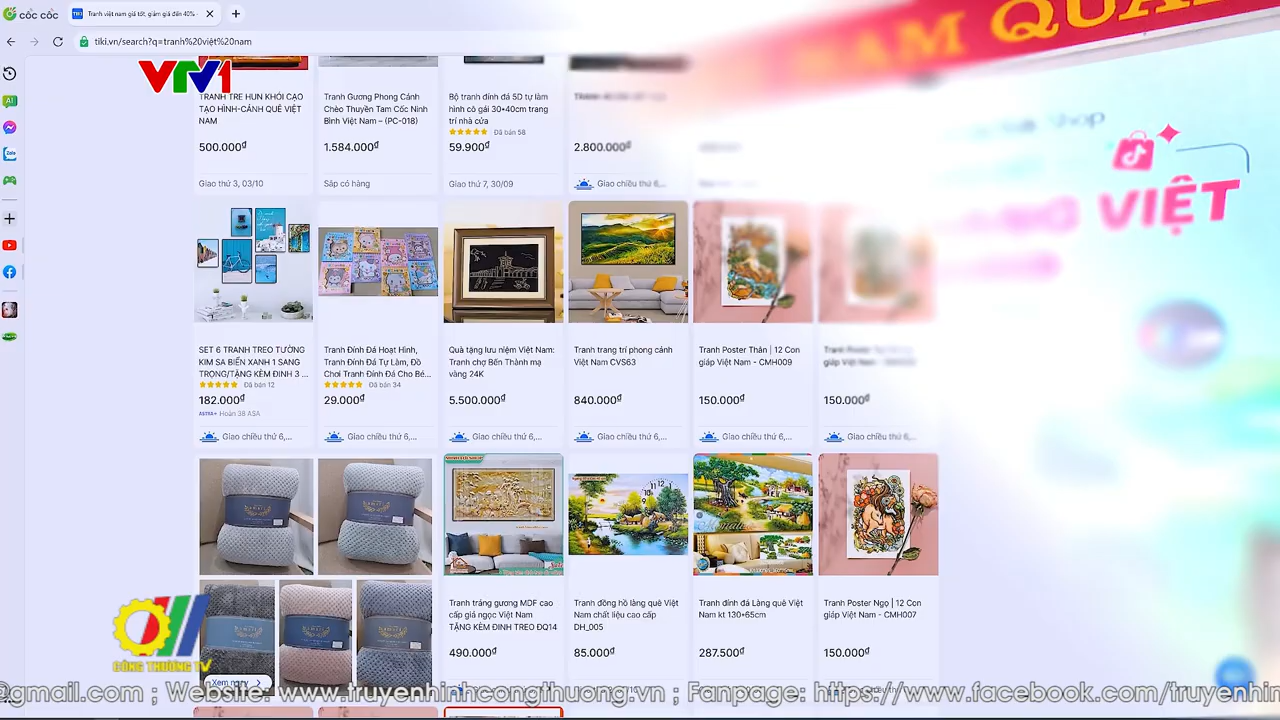 cốc cốc
Tranh việt nam giá tốt, giảm giá đến 40%
tiki.vn/search?q=tranh%20việt%20nam
VTV1
AM QUA
TRANH TRE HUN KHÓI CAO
TẠO HÌNH-CẢNH QUÊ VIỆT
NAM
500.000₫
Giao thứ 3, 03/10
Tranh Gương Phong Cảnh
Chèo Thuyền Tam Cốc Ninh
Bình Việt Nam – (PC-018)
1.584.000₫
Sắp có hàng
Bộ tranh đính đá 5D tự làm
hình cô gái 30*40cm trang
trí nhà cửa
Đã bán 58
59.900₫
Giao thứ 7, 30/09
2.800.000₫
Giao chiều thứ 6,...
Shop
VIỆT
SET 6 TRANH TREO TƯỜNG
KIM SA BIỂN XANH 1 SANG
TRỌNG/TẶNG KÈM ĐINH 3 ...
Đã bán 12
182.000₫
ASTRA+ Hoàn 38 ASA
Giao chiều thứ 6,...
Tranh Đính Đá Hoạt Hình,
Tranh Đính Đá Tự Làm, Đồ
Chơi Tranh Đính Đá Cho Bé...
Đã bán 34
29.000₫
Giao chiều thứ 6,...
Quà tặng lưu niệm Việt Nam:
Tranh chợ Bến Thành mạ
vàng 24K
5.500.000₫
Giao chiều thứ 6,...
Tranh trang trí phong cảnh
Việt Nam CVS63
840.000₫
Giao chiều thứ 6,...
Tranh Poster Thân | 12 Con
giáp Việt Nam - CMH009
150.000₫
Giao chiều thứ 6,...
Tranh Poster
giáp Việt Nam
150.000₫
Giao chiều thứ 6,...
Xem ngay
Tranh tráng gương MDF cao
cấp giả ngọc Việt Nam
TẶNG KÈM ĐINH TREO ĐQ14
490.000₫
Tranh đồng hồ làng quê Việt
Nam chất liệu cao cấp
DH_005
85.000₫
Tranh đính đá Làng quê Việt
Nam kt 130*65cm
287.500₫
Tranh Poster Ngọ | 12 Con
giáp Việt Nam - CMH007
150.000₫
CÔNG THƯƠNG TV
@gmail.com ; Website: www.truyenhinhcongthuong.vn ; Fanpage: https://www.facebook.com/truyenhin